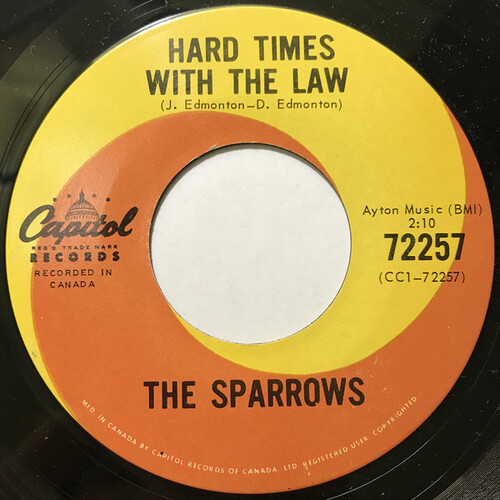 HARD TIMES
WITH THE LAW
(J. Edmonton—D. Edmonton)
Capitol
REG'D TRADE MARK
RECORDS
RECORDED IN
CANADA
Ayton Music (BMI)
2:10
72257
(CC1-72257)
THE SPARROWS
MFD. IN CANADA BY CAPITOL RECORDS OF CANADA, LTD. REGISTERED USER. COPYRIGHTED.